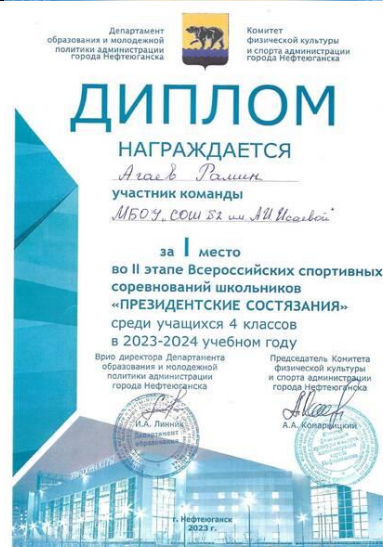 Департамент
образования и молодежной
политики администрации
города Нефтеюганска
Комитет
физической культуры
и спорта администрации
города Нефтеюганска
ДИПЛОМ
НАГРАЖДАЕТСЯ
Агаев Рамин
участник команды
МБОУ "СОШ №2 им. А.И. Исаевой"
за I место
во II этапе Всероссийских спортивных
соревнований школьников
«ПРЕЗИДЕНТСКИЕ СОСТЯЗАНИЯ»
среди учащихся 4 классов
в 2023-2024 учебном году
Врио директора Департамента
образования и молодежной
политики администрации
города Нефтеюганска
И.А. Линник
Председатель Комитета
физической культуры
и спорта администрации
города Нефтеюганска
А.А. Комарницкий
г. Нефтеюганск
2023 г.